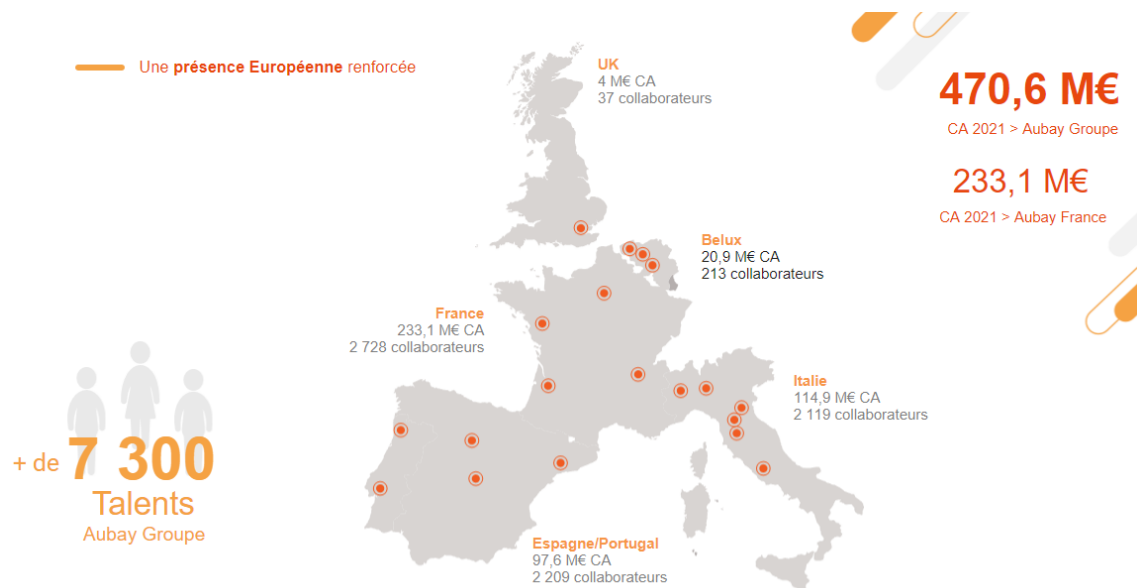 Une présence Européenne renforcée
UK
4 M€ CA
37 collaborateurs
470,6 M€
CA 2021 > Aubay Groupe
233,1 M€
CA 2021 > Aubay France
Belux
20,9 M€ CA
213 collaborateurs
France
233,1 M€ CA
2 728 collaborateurs
Italie
114,9 M€ CA
2 119 collaborateurs
+ de 7 300
Talents
Aubay Groupe
Espagne/Portugal
97,6 M€ CA
2 209 collaborateurs